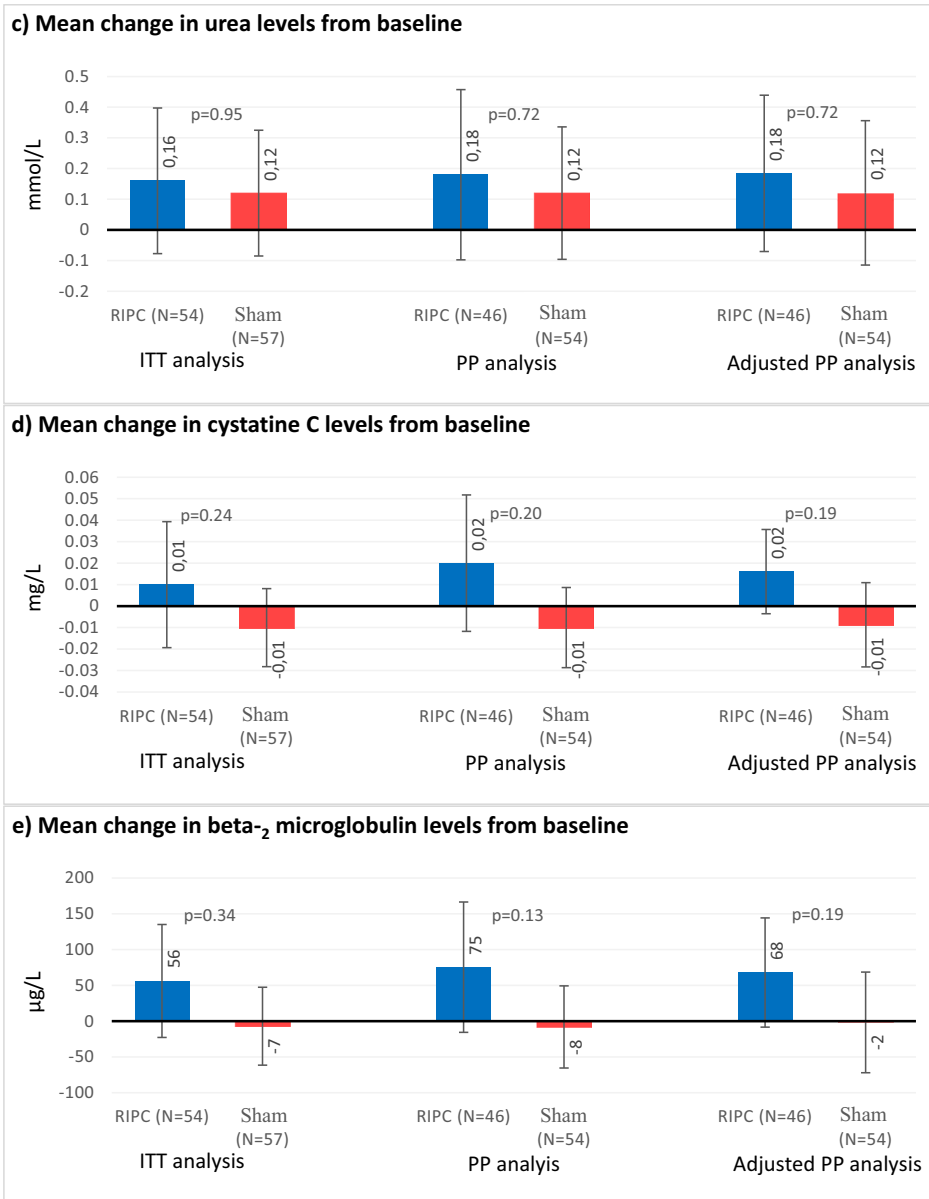 c) Mean change in urea levels from baseline
0.5
0.4
0.3
0.2
0.1
0
-0.1
-0.2
mmol/L
p=0.95
p=0.72
p=0.72
0,16
0,12
0,18
0,12
0,18
0,12
RIPC (N=54)
Sham
(N=57)
RIPC (N=46)
Sham
(N=54)
RIPC (N=46)
Sham
(N=54)
ITT analysis
PP analysis
Adjusted PP analysis
d) Mean change in cystatine C levels from baseline
0.06
0.05
0.04
0.03
0.02
0.01
0
-0.01
-0.02
-0.03
-0.04
mg/L
p=0.24
p=0.20
p=0.19
0,01
-0,01
0,02
-0,01
0,02
-0,01
RIPC (N=54)
Sham
(N=57)
RIPC (N=46)
Sham
(N=54)
RIPC (N=46)
Sham
(N=54)
ITT analysis
PP analysis
Adjusted PP analysis
e) Mean change in beta-₂ microglobulin levels from baseline
200
150
100
50
0
-50
-100
µg/L
p=0.34
p=0.13
p=0.19
56
-7
75
-8
68
-2
RIPC (N=54)
Sham
(N=57)
RIPC (N=46)
Sham
(N=54)
RIPC (N=46)
Sham
(N=54)
ITT analysis
PP analyis
Adjusted PP analysis